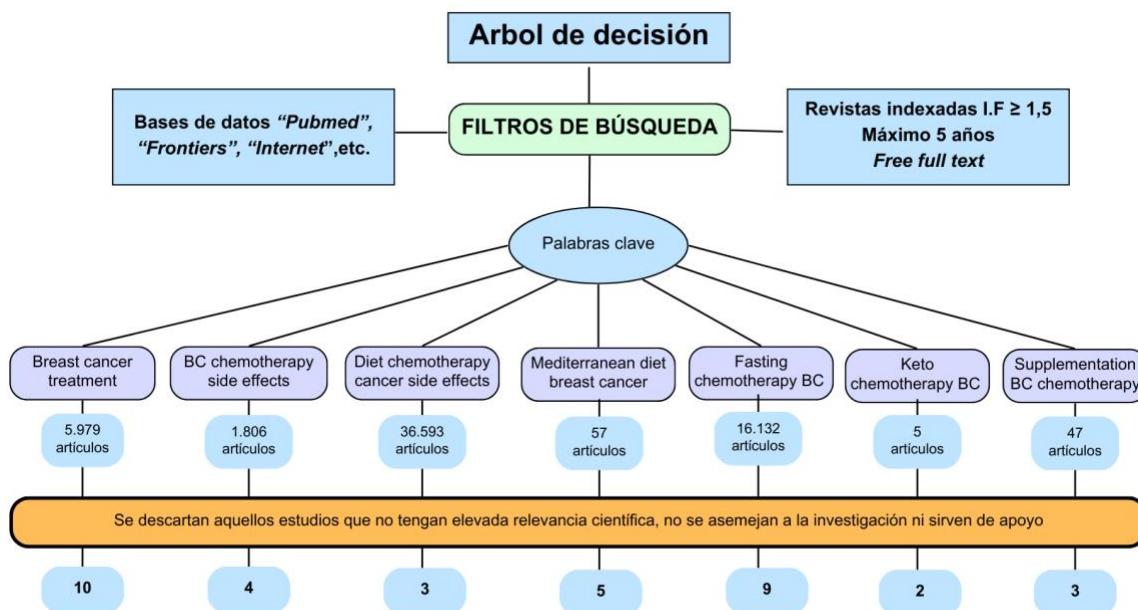 Arbol de decisión
Bases de datos “Pubmed”,
“Frontiers”, “Internet”,etc.
FILTROS DE BÚSQUEDA
Revistas indexadas I.F ≥ 1,5
Máximo 5 años
Free full text
Palabras clave
Breast cancer
treatment
BC chemotherapy
side effects
Diet chemotherapy
cancer side effects
Mediterranean diet
breast cancer
Fasting
chemotherapy BC
Keto
chemotherapy BC
Supplementation
BC chemotherapy
5.979
artículos
1.806
artículos
36.593
artículos
57
artículos
16.132
artículos
5
artículos
47
artículos
Se descartan aquellos estudios que no tengan elevada relevancia científica, no se asemejan a la investigación ni sirven de apoyo
10
4
3
5
9
2
3